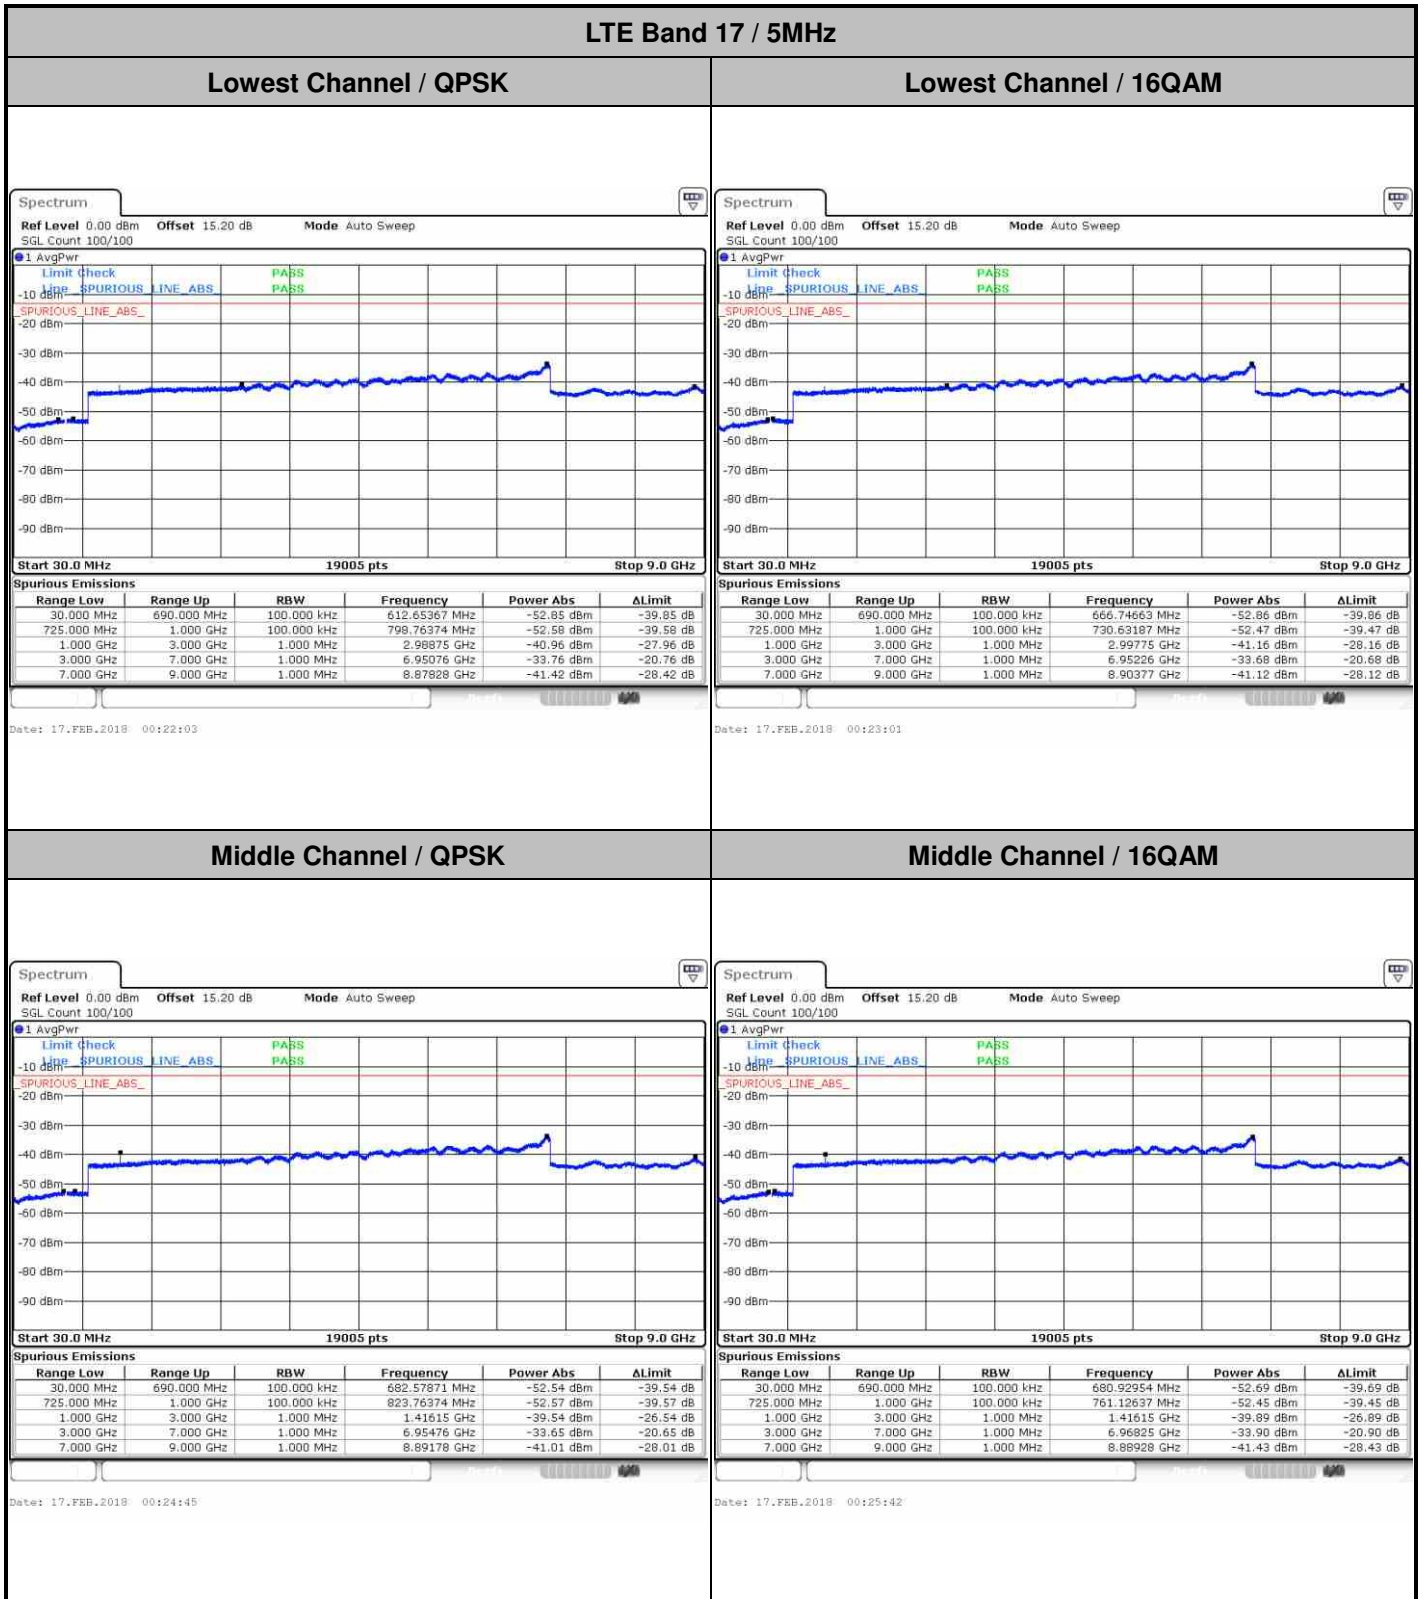 LTE Band 17 / 5MHz
Lowest Channel / QPSK
Lowest Channel / 16QAM
Spectrum
Ref Level 0.00 dBm Offset 15.20 dB Mode Auto Sweep
SGL Count 100/100
1 AvgPwr
Limit Check PASS
Line _SPURIOUS_LINE_ABS_ PASS
-10 dBm
_SPURIOUS_LINE_ABS_
-20 dBm
-30 dBm
-40 dBm
-50 dBm
-60 dBm
-70 dBm
-80 dBm
-90 dBm
Start 30.0 MHz 19005 pts Stop 9.0 GHz
Spurious Emissions
Range Low Range Up RBW Frequency Power Abs ΔLimit
30.000 MHz 690.000 MHz 100.000 kHz 612.65367 MHz -52.85 dBm -39.85 dB
725.000 MHz 1.000 GHz 100.000 kHz 798.76374 MHz -52.58 dBm -39.58 dB
1.000 GHz 3.000 GHz 1.000 MHz 2.98875 GHz -40.96 dBm -27.96 dB
3.000 GHz 7.000 GHz 1.000 MHz 6.95076 GHz -33.76 dBm -20.76 dB
7.000 GHz 9.000 GHz 1.000 MHz 8.87828 GHz -41.42 dBm -28.42 dB
Date: 17.FEB.2018 00:22:03
Spectrum
Ref Level 0.00 dBm Offset 15.20 dB Mode Auto Sweep
SGL Count 100/100
1 AvgPwr
Limit Check PASS
Line _SPURIOUS_LINE_ABS_ PASS
-10 dBm
_SPURIOUS_LINE_ABS_
-20 dBm
-30 dBm
-40 dBm
-50 dBm
-60 dBm
-70 dBm
-80 dBm
-90 dBm
Start 30.0 MHz 19005 pts Stop 9.0 GHz
Spurious Emissions
Range Low Range Up RBW Frequency Power Abs ΔLimit
30.000 MHz 690.000 MHz 100.000 kHz 666.74663 MHz -52.86 dBm -39.86 dB
725.000 MHz 1.000 GHz 100.000 kHz 730.63187 MHz -52.47 dBm -39.47 dB
1.000 GHz 3.000 GHz 1.000 MHz 2.99775 GHz -41.16 dBm -28.16 dB
3.000 GHz 7.000 GHz 1.000 MHz 6.95226 GHz -33.68 dBm -20.68 dB
7.000 GHz 9.000 GHz 1.000 MHz 8.90377 GHz -41.12 dBm -28.12 dB
Date: 17.FEB.2018 00:23:01
Middle Channel / QPSK
Middle Channel / 16QAM
Spectrum
Ref Level 0.00 dBm Offset 15.20 dB Mode Auto Sweep
SGL Count 100/100
1 AvgPwr
Limit Check PASS
Line _SPURIOUS_LINE_ABS_ PASS
-10 dBm
_SPURIOUS_LINE_ABS_
-20 dBm
-30 dBm
-40 dBm
-50 dBm
-60 dBm
-70 dBm
-80 dBm
-90 dBm
Start 30.0 MHz 19005 pts Stop 9.0 GHz
Spurious Emissions
Range Low Range Up RBW Frequency Power Abs ΔLimit
30.000 MHz 690.000 MHz 100.000 kHz 682.57871 MHz -52.54 dBm -39.54 dB
725.000 MHz 1.000 GHz 100.000 kHz 823.76374 MHz -52.57 dBm -39.57 dB
1.000 GHz 3.000 GHz 1.000 MHz 1.41615 GHz -39.54 dBm -26.54 dB
3.000 GHz 7.000 GHz 1.000 MHz 6.95476 GHz -33.65 dBm -20.65 dB
7.000 GHz 9.000 GHz 1.000 MHz 8.89178 GHz -41.01 dBm -28.01 dB
Date: 17.FEB.2018 00:24:45
Spectrum
Ref Level 0.00 dBm Offset 15.20 dB Mode Auto Sweep
SGL Count 100/100
1 AvgPwr
Limit Check PASS
Line _SPURIOUS_LINE_ABS_ PASS
-10 dBm
_SPURIOUS_LINE_ABS_
-20 dBm
-30 dBm
-40 dBm
-50 dBm
-60 dBm
-70 dBm
-80 dBm
-90 dBm
Start 30.0 MHz 19005 pts Stop 9.0 GHz
Spurious Emissions
Range Low Range Up RBW Frequency Power Abs ΔLimit
30.000 MHz 690.000 MHz 100.000 kHz 680.92954 MHz -52.69 dBm -39.69 dB
725.000 MHz 1.000 GHz 100.000 kHz 761.12637 MHz -52.45 dBm -39.45 dB
1.000 GHz 3.000 GHz 1.000 MHz 1.41615 GHz -39.89 dBm -26.89 dB
3.000 GHz 7.000 GHz 1.000 MHz 6.96825 GHz -33.90 dBm -20.90 dB
7.000 GHz 9.000 GHz 1.000 MHz 8.88928 GHz -41.43 dBm -28.43 dB
Date: 17.FEB.2018 00:25:42